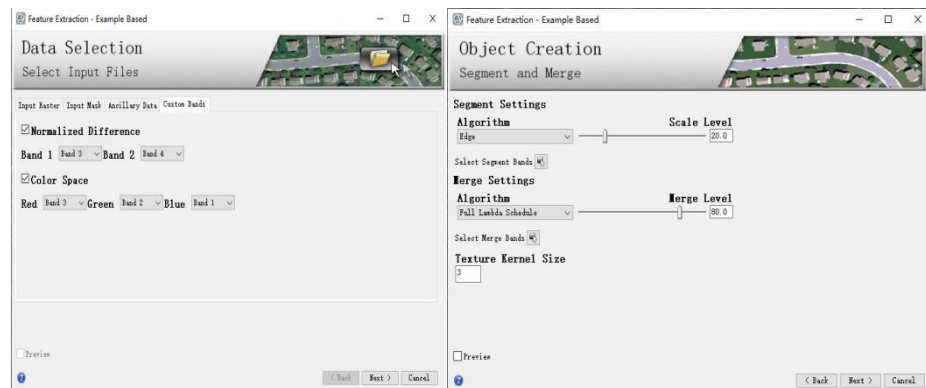 Feature Extraction - Example Based
Data Selection
Select Input Files
Input Raster Input Mask Ancillary Data Custom Bands
Normalized Difference
Band 1 Band 3 Band 2 Band 4
Color Space
Red Band 3 Green Band 2 Blue Band 1
Preview
< Back Next > Cancel
Feature Extraction - Example Based
Object Creation
Segment and Merge
Segment Settings
Algorithm Scale Level
Edge 20.0
Select Segment Bands
Merge Settings
Algorithm Merge Level
Full Lambda Schedule 80.0
Select Merge Bands
Texture Kernel Size
3
Preview
< Back Next > Cancel